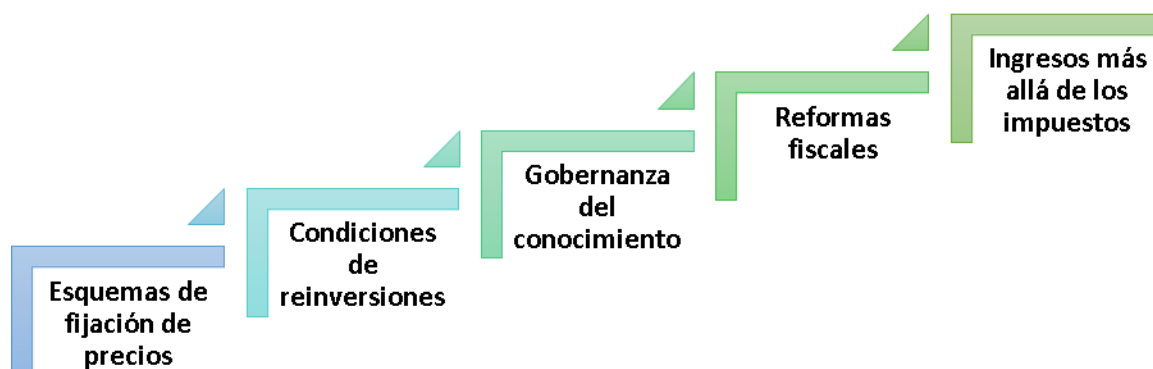 Esquemas de
fijación de
precios
Condiciones
de
reinversiones
Gobernanza
del
conocimiento
Reformas
fiscales
Ingresos más
allá de los
impuestos